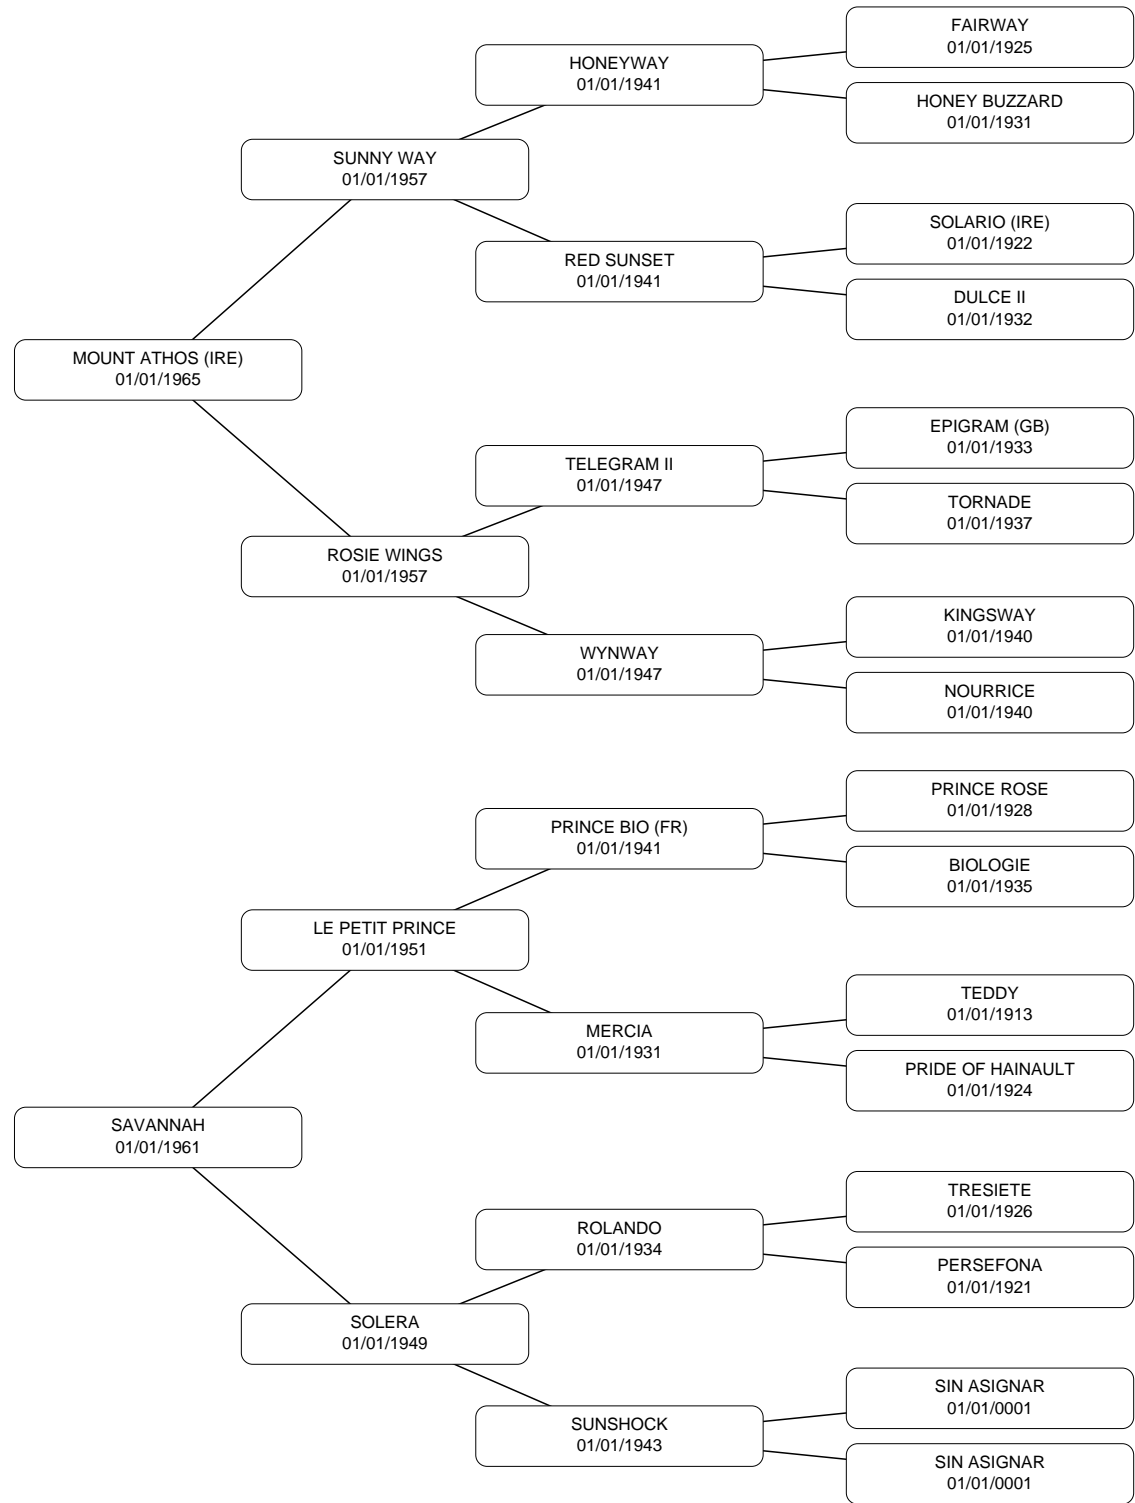 FAIRWAY
01/01/1925
HONEYWAY
01/01/1941
HONEY BUZZARD
01/01/1931
SUNNY WAY
01/01/1957
SOLARIO (IRE)
01/01/1922
RED SUNSET
01/01/1941
DULCE II
01/01/1932
MOUNT ATHOS (IRE)
01/01/1965
EPIGRAM (GB)
01/01/1933
TELEGRAM II
01/01/1947
TORNADE
01/01/1937
ROSIE WINGS
01/01/1957
KINGSWAY
01/01/1940
WYNWAY
01/01/1947
NOURRICE
01/01/1940
PRINCE ROSE
01/01/1928
PRINCE BIO (FR)
01/01/1941
BIOLOGIE
01/01/1935
LE PETIT PRINCE
01/01/1951
TEDDY
01/01/1913
MERCIA
01/01/1931
PRIDE OF HAINAULT
01/01/1924
SAVANNAH
01/01/1961
TRESIETE
01/01/1926
ROLANDO
01/01/1934
PERSEFONA
01/01/1921
SOLERA
01/01/1949
SIN ASIGNAR
01/01/0001
SUNSHOCK
01/01/1943
SIN ASIGNAR
01/01/0001